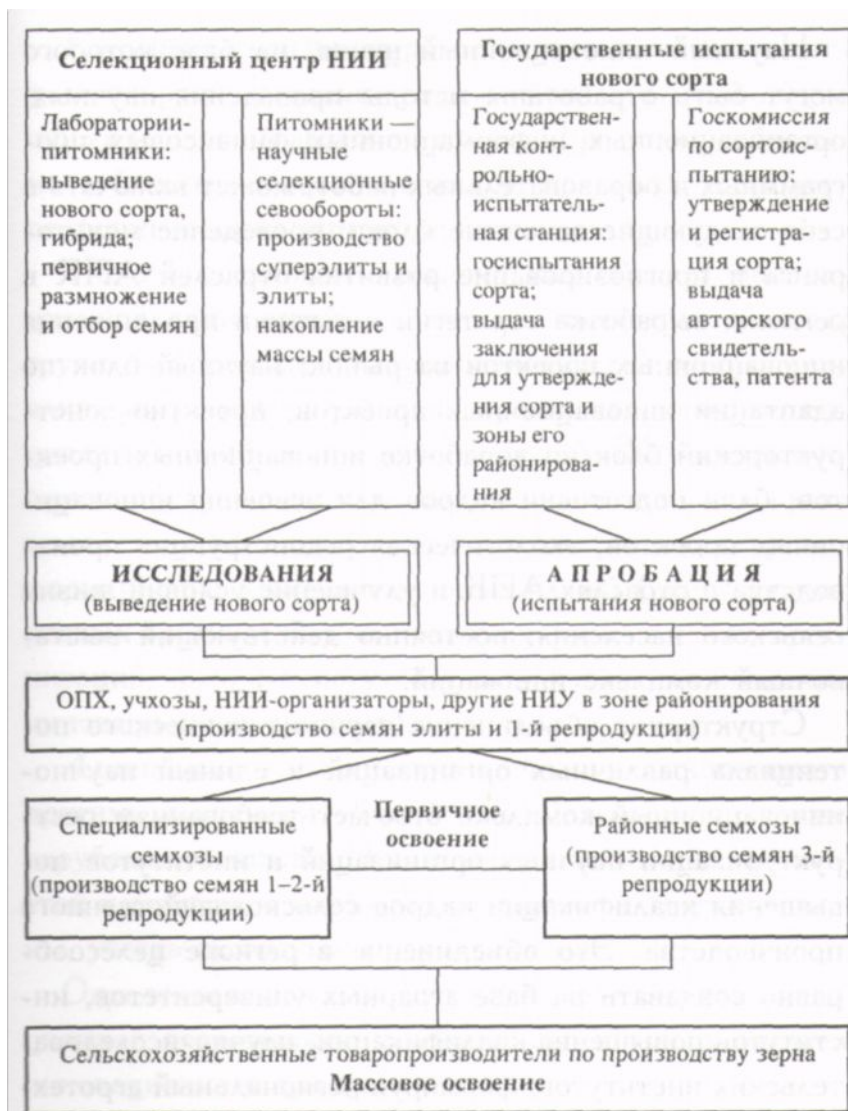 Селекционный центр НИИ
Лаборатории-
питомники:
выведение
нового сорта,
гибрида;
первичное
размножение
и отбор семян
Питомники —
научные
селекционные
севообороты:
производство
суперэлиты и
элиты;
накопление
массы семян
Государственные испытания
нового сорта
Государствен-
ная конт-
рольно-
испытатель-
ная станция:
госиспытания
сорта;
выдача
заключения
для утвержде-
ния сорта и
зоны его
районирова-
ния
Госкомиссия
по сортоис-
пытанию:
утверждение
и регистра-
ция сорта;
выдача
авторского
свидетель-
ства, патента
ИССЛЕДОВАНИЯ
(выведение нового сорта)
АПРОБАЦИЯ
(испытания нового сорта)
ОПХ, учхозы, НИИ-организаторы, другие НИУ в зоне районирования
(производство семян элиты и 1-й репродукции)
Специализированные
семхозы
(производство семян 1–2-й
репродукции)
Первичное
освоение
Районные семхозы
(производство семян 3-й
репродукции)
Сельскохозяйственные товаропроизводители по производству зерна
Массовое освоение